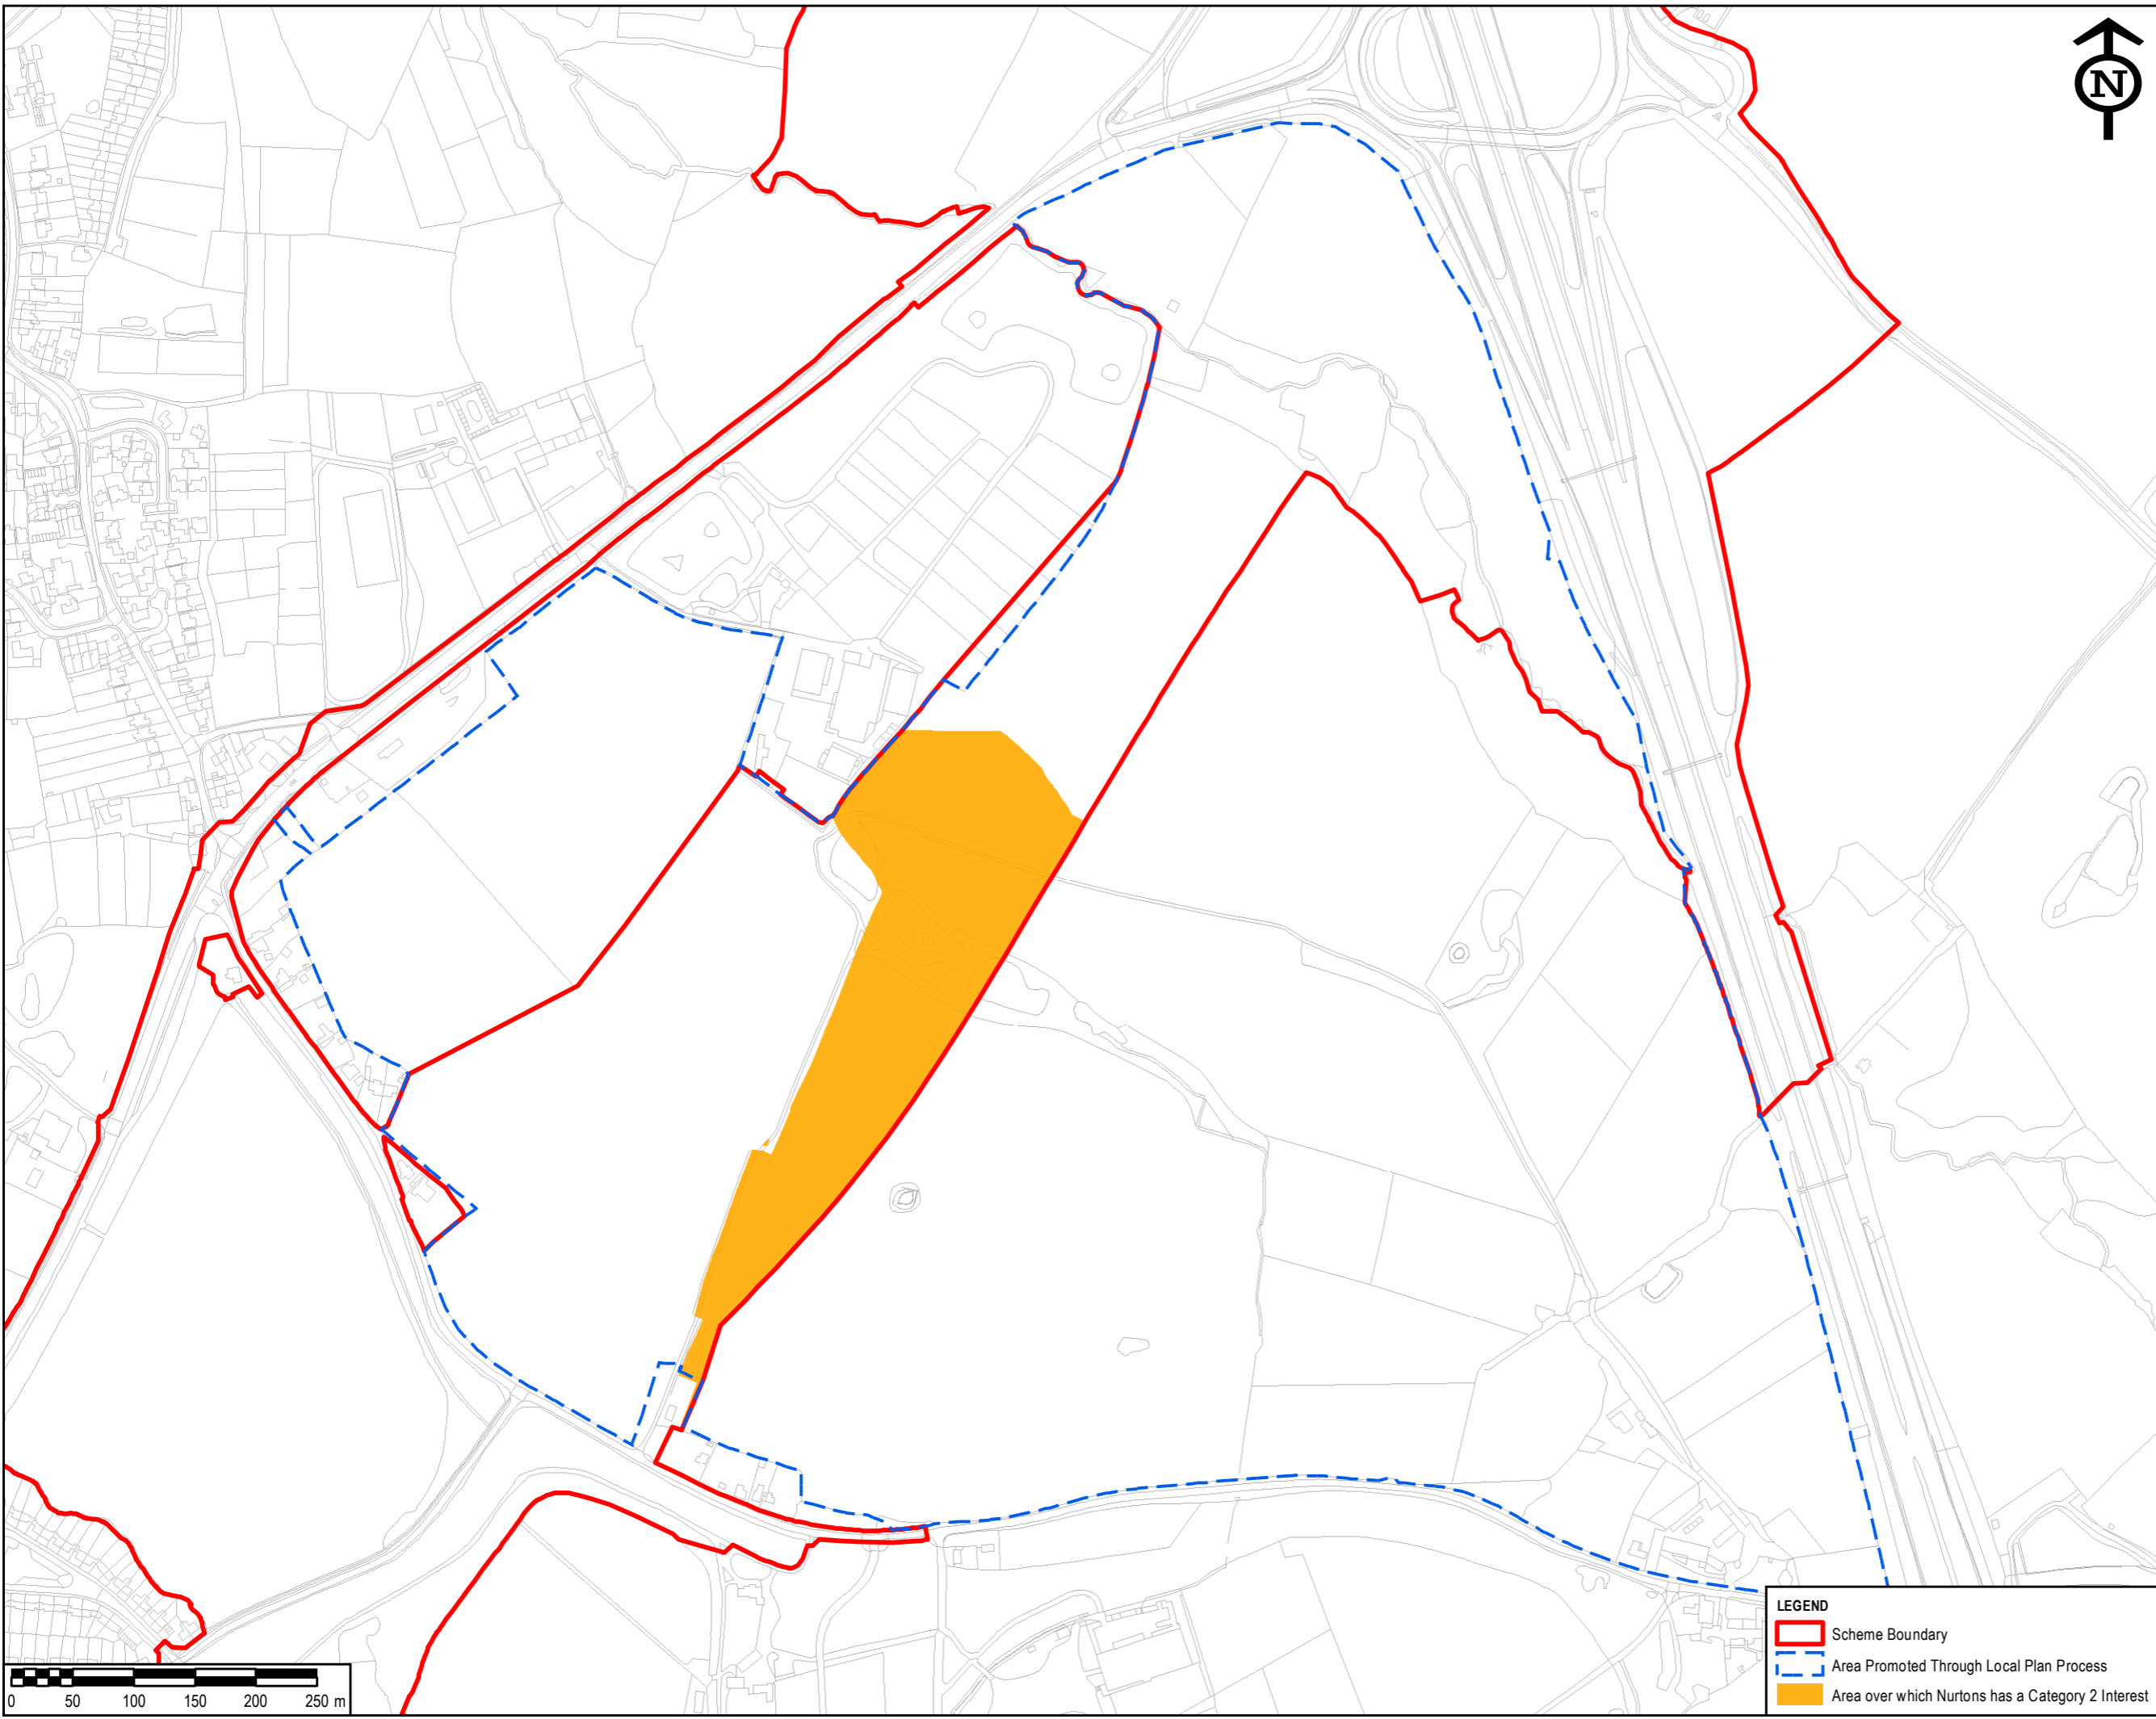 N
LEGEND
Scheme Boundary
Area Promoted Through Local Plan Process
Area over which Nurtons has a Category 2 Interest
0 50 100 150 200 250 m